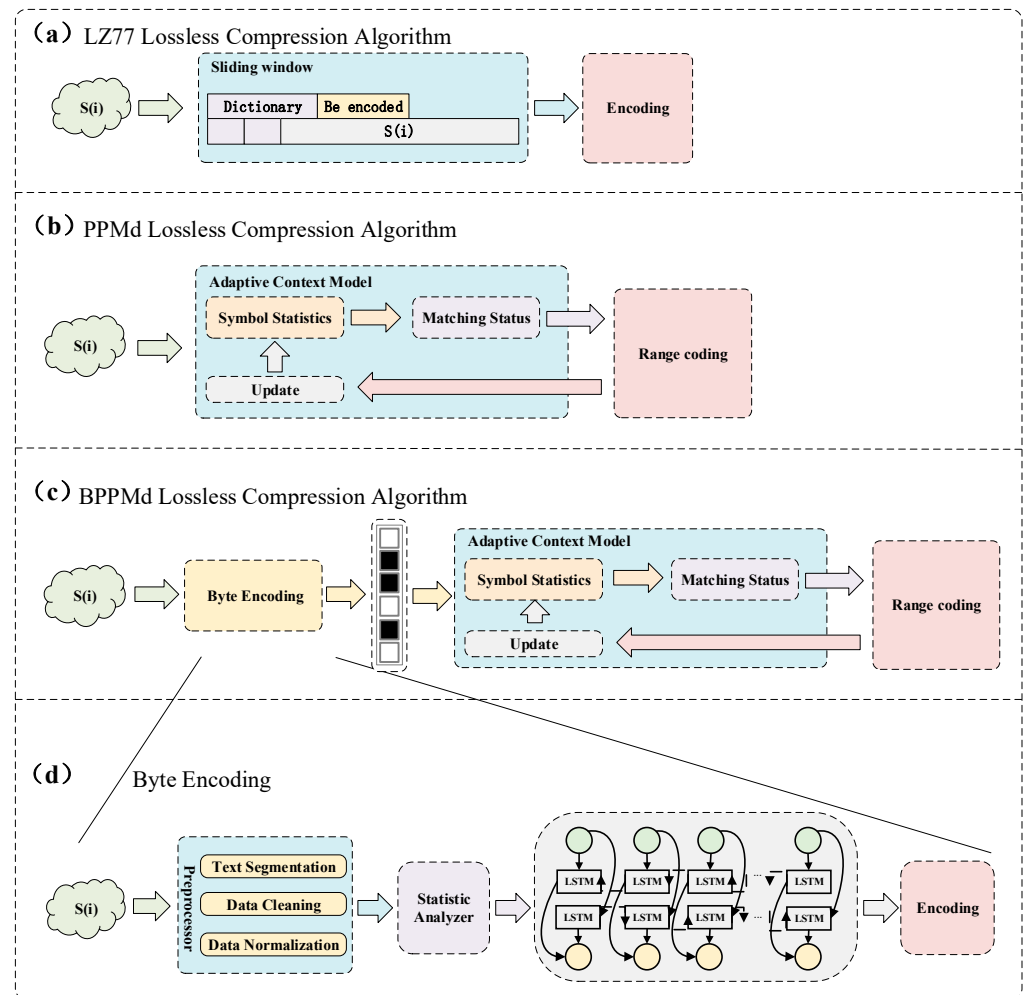 (a) LZ77 Lossless Compression Algorithm
Sliding window
S(i)
Dictionary
Be encoded
S(i)
Encoding
(b) PPMd Lossless Compression Algorithm
Adaptive Context Model
Symbol Statistics
Matching Status
S(i)
Range coding
Update
(c) BPPMd Lossless Compression Algorithm
Adaptive Context Model
Symbol Statistics
Matching Status
S(i)
Byte Encoding
Range coding
Update
(d) Byte Encoding
S(i)
Preprocessor
Text Segmentation
Data Cleaning
Data Normalization
Statistic
Analyzer
LSTM LSTM LSTM ... LSTM
LSTM LSTM LSTM ... LSTM
Encoding